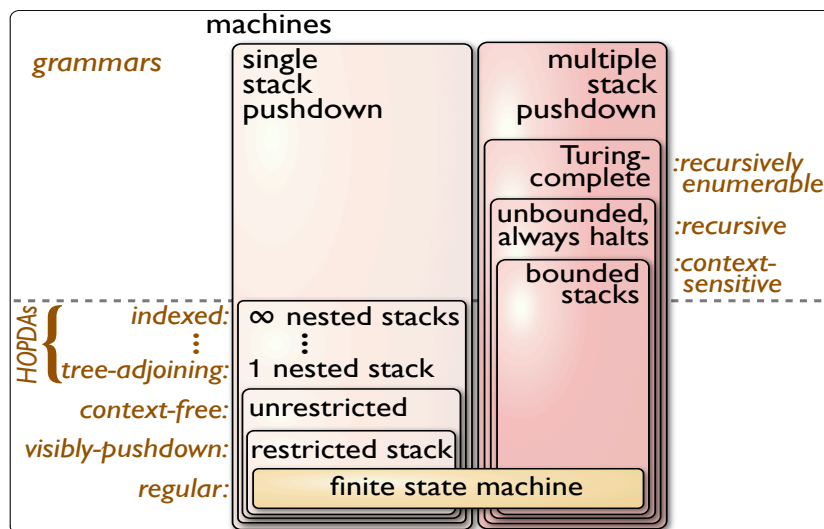 machines
grammars
single
stack
pushdown
multiple
stack
pushdown
Turing-
complete
:recursively
enumerable
unbounded,
always halts
:recursive
bounded
stacks
:context-
sensitive
HOPDAs
indexed:
∞ nested stacks
⋮
⋮
tree-adjoining:
1 nested stack
context-free:
unrestricted
visibly-pushdown:
restricted stack
regular:
finite state machine